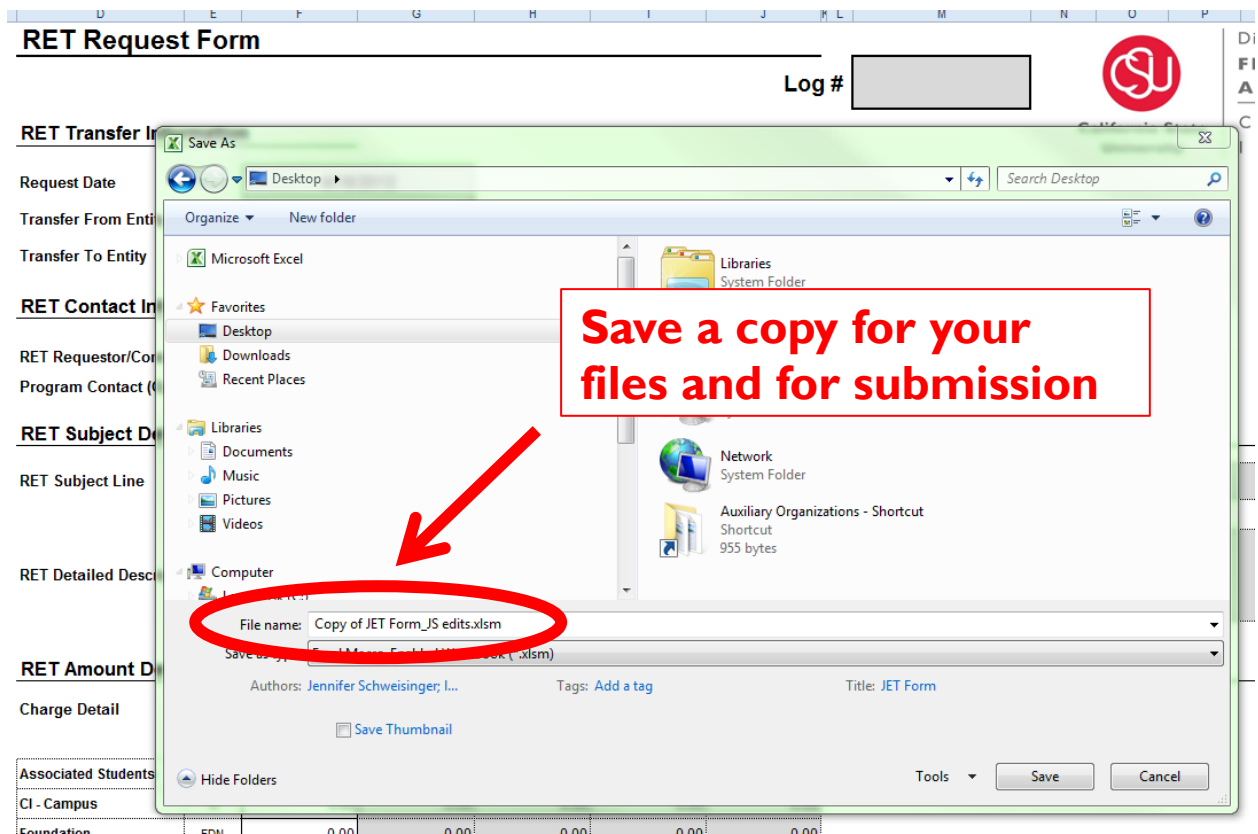 D E F G H I J K L M N O P
RET Request Form
CSU
Di
Log #
A
C
RET Transfer
Save As
Desktop
Search Desktop
Request Date
Organize New folder
Transfer From
Transfer To Entity
Microsoft Excel
Libraries
System Folder
RET Contact
Favorites
Desktop
Downloads
Recent Places
Save a copy for your
files and for submission
RET Requestor/
Program Contact
RET Subject
Libraries
Documents
Music
Pictures
Videos
Network
System Folder
RET Subject Line
Auxiliary Organizations - Shortcut
Shortcut
955 bytes
RET Detailed
Computer
File name: Copy of JET Form_JS edits.xlsm
.xlsm)
RET Amount
Authors: Jennifer Schweisinger; I... Tags: Add a tag Title: JET Form
Charge Detail
Save Thumbnail
Associated Students
Hide Folders Tools Save Cancel
CI - Campus
Foundation FDN 0.00 0.00 0.00 0.00 0.00